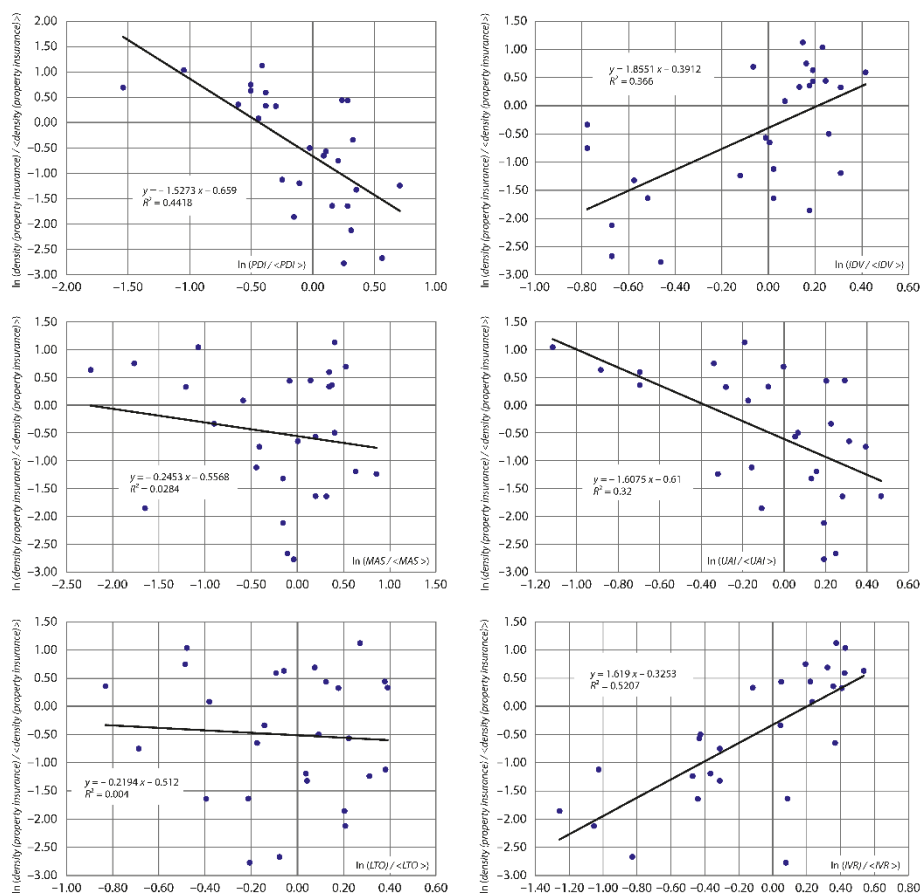 ln (density (property insurance) / <density (property insurance)>)
2.00
1.50
1.00
0.50
0.00
−0.50
−1.00
−1.50
−2.00
−2.50
−3.00
y = − 1.5273 x − 0.659
R² = 0.4418
ln (PDI / <PDI >)
−2.00 −1.50 −1.00 −0.50 0.00 0.50 1.00
ln (density (property insurance) / <density (property insurance)>)
1.50
1.00
0.50
0.00
−0.50
−1.00
−1.50
−2.00
−2.50
−3.00
y = 1.8551 x − 0.3912
R² = 0.366
ln (IDV / <IDV >)
−1.00 −0.80 −0.60 −0.40 −0.20 0.00 0.20 0.40 0.60
ln (density (property insurance) / <density (property insurance)>)
1.50
1.00
0.50
0.00
−0.50
−1.00
−1.50
−2.00
−2.50
−3.00
y = − 0.2453 x − 0.5568
R² − 0.0284
ln (MAS / <MAS >)
−2.50 −2.00 −1.50 −1.00 −0.50 0.00 0.50 1.00 1.50
ln (density (property insurance) / <density (property insurance)>)
1.50
1.00
0.50
0.00
−0.50
−1.00
−1.50
−2.00
−2.50
−3.00
y = − 1.6075 x − 0.61
R² = 0.32
ln (UAI / <UAI >)
−1.20 −1.00 −0.80 −0.60 −0.40 −0.20 0.00 0.20 0.40 0.60
ln (density (property insurance) / <density (property insurance)>)
1.50
1.00
0.50
0.00
−0.50
−1.00
−1.50
−2.00
−2.50
−3.00
y = − 0.2194 x − 0.512
R² = 0.004
ln (LTO) / <LTO >)
−1.00 −0.80 −0.60 −0.40 −0.20 0.00 0.20 0.40 0.60
ln (density (property insurance) / <density (property insurance)>)
1.50
1.00
0.50
0.00
−0.50
−1.00
−1.50
−2.00
−2.50
−3.00
y = 1.619 x − 0.3253
R² − 0.5207
ln (IVR) / <IVR >)
−1.40 −1.20 −1.00 −0.80 −0.60 −0.40 −0.20 0.00 0.20 0.40 0.60 0.80